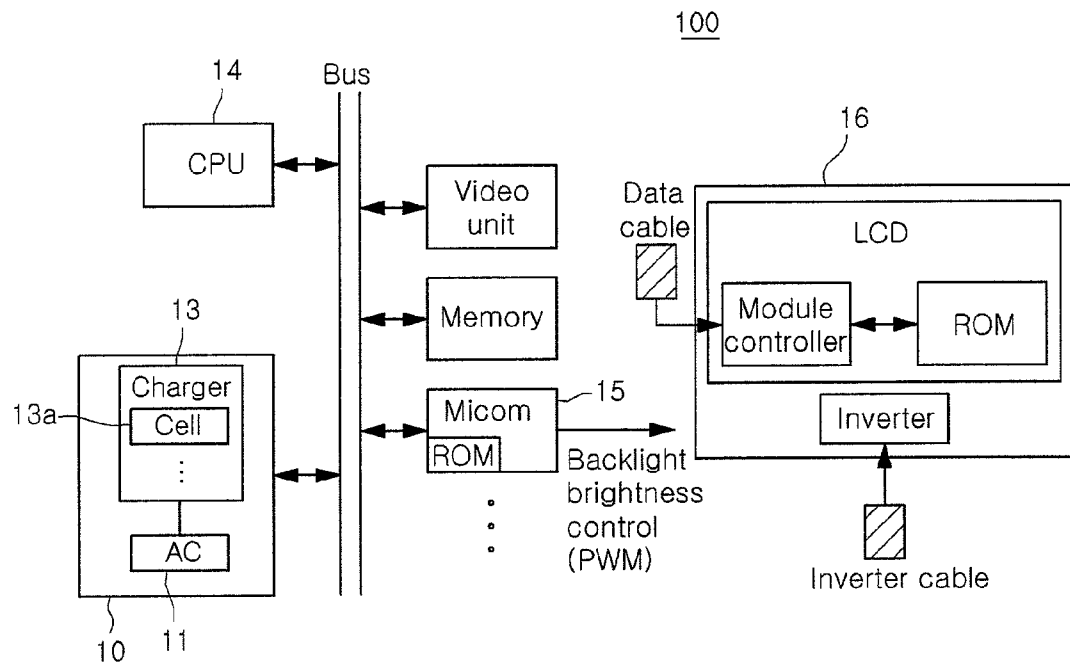 100
14
Bus
CPU
Video
unit
Memory
13
Charger
13a
Cell
AC
10
11
Micom
ROM
15
Backlight
brightness
control
(PWM)
16
Data
cable
LCD
Module
controller
ROM
Inverter
Inverter cable